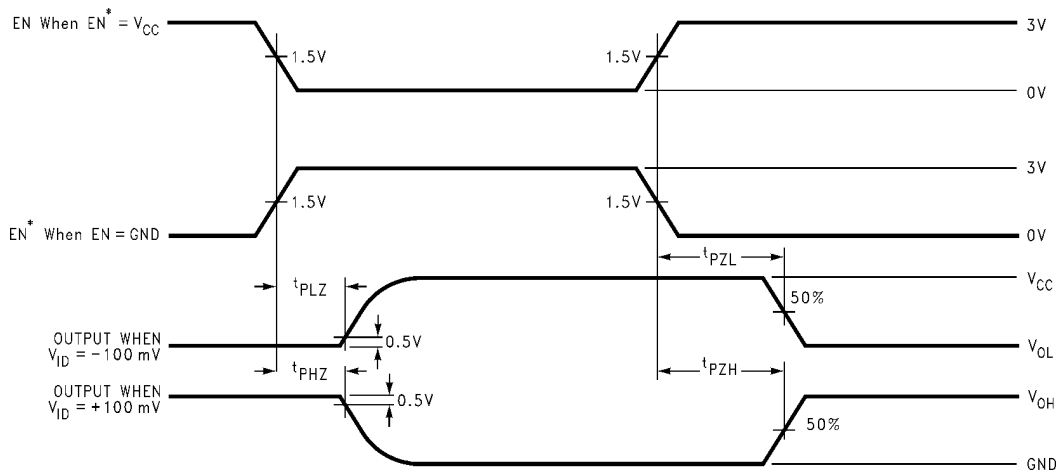 EN When EN* = VCC
1.5V
1.5V
3V
0V
3V
1.5V
1.5V
EN* When EN = GND
0V
tPZL
VCC
tPLZ
50%
OUTPUT WHEN
VID = −100 mV
0.5V
VOL
tPHZ
tPZH
OUTPUT WHEN
VID = +100 mV
0.5V
VOH
50%
GND